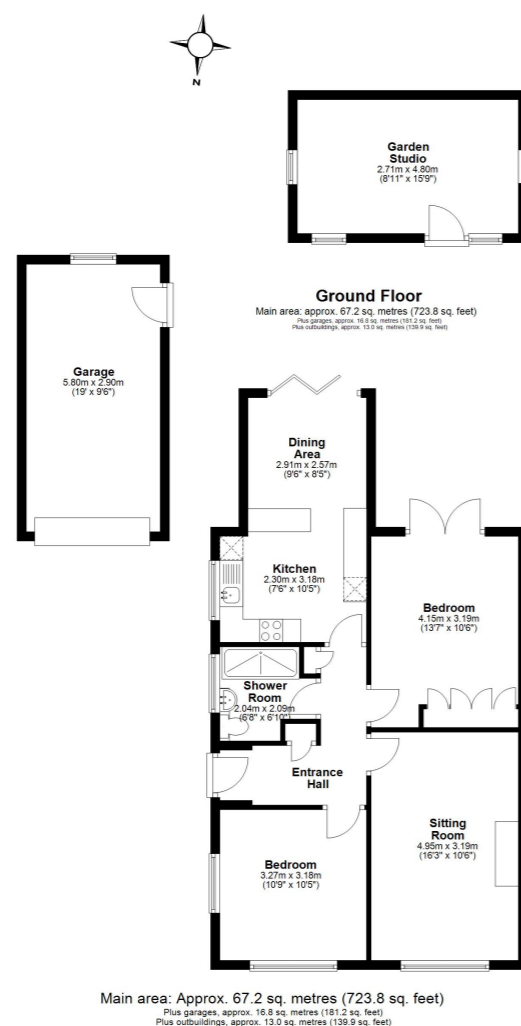 N
Garden
Studio
2.71m x 4.80m
(8'11" x 15'9")
Ground Floor
Main area: approx. 67.2 sq. metres (723.8 sq. feet)
Plus garages, approx. 16.8 sq. metres (181.2 sq. feet)
Plus outbuildings, approx. 13.0 sq. metres (139.9 sq. feet)
Garage
5.80m x 2.90m
(19' x 9'6")
Dining
Area
2.91m x 2.57m
(9'6" x 8'5")
Kitchen
2.30m x 3.18m
(7'6" x 10'5")
Bedroom
4.15m x 3.19m
(13'7" x 10'6")
Shower
Room
2.04m x 2.09m
(6'8" x 6'10")
Entrance
Hall
Sitting
Room
4.95m x 3.19m
(16'3" x 10'6")
Bedroom
3.27m x 3.18m
(10'9" x 10'5")
Main area: Approx. 67.2 sq. metres (723.8 sq. feet)
Plus garages, approx. 16.8 sq. metres (181.2 sq. feet)
Plus outbuildings, approx. 13.0 sq. metres (139.9 sq. feet)